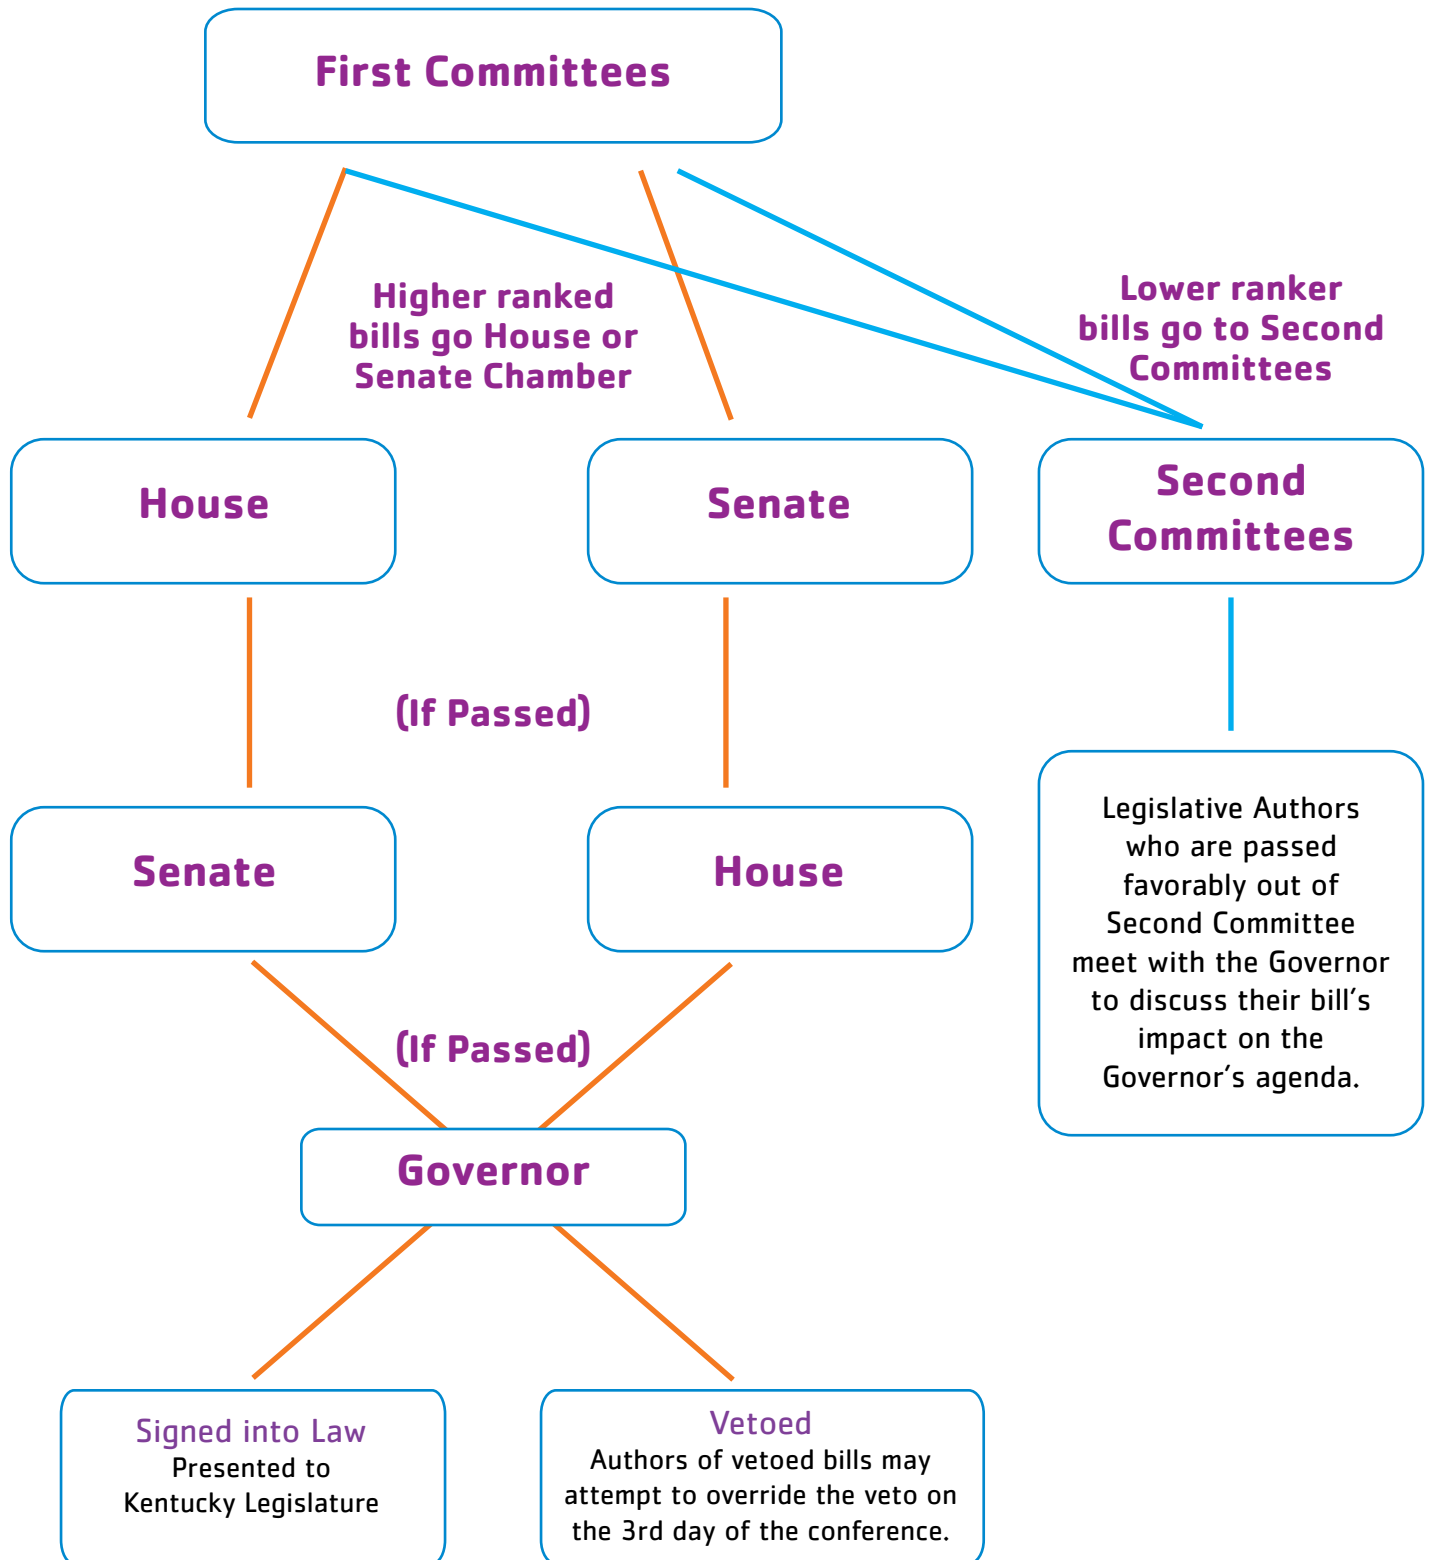 First Committees
Higher ranked
bills go House or
Senate Chamber
Lower ranker
bills go to Second
Committees
House
Senate
Second
Committees
(If Passed)
Senate
House
Legislative Authors
who are passed
favorably out of
Second Committee
meet with the Governor
to discuss their bill's
impact on the
Governor's agenda.
(If Passed)
Governor
Signed into Law
Presented to
Kentucky Legislature
Vetoed
Authors of vetoed bills may
attempt to override the veto on
the 3rd day of the conference.